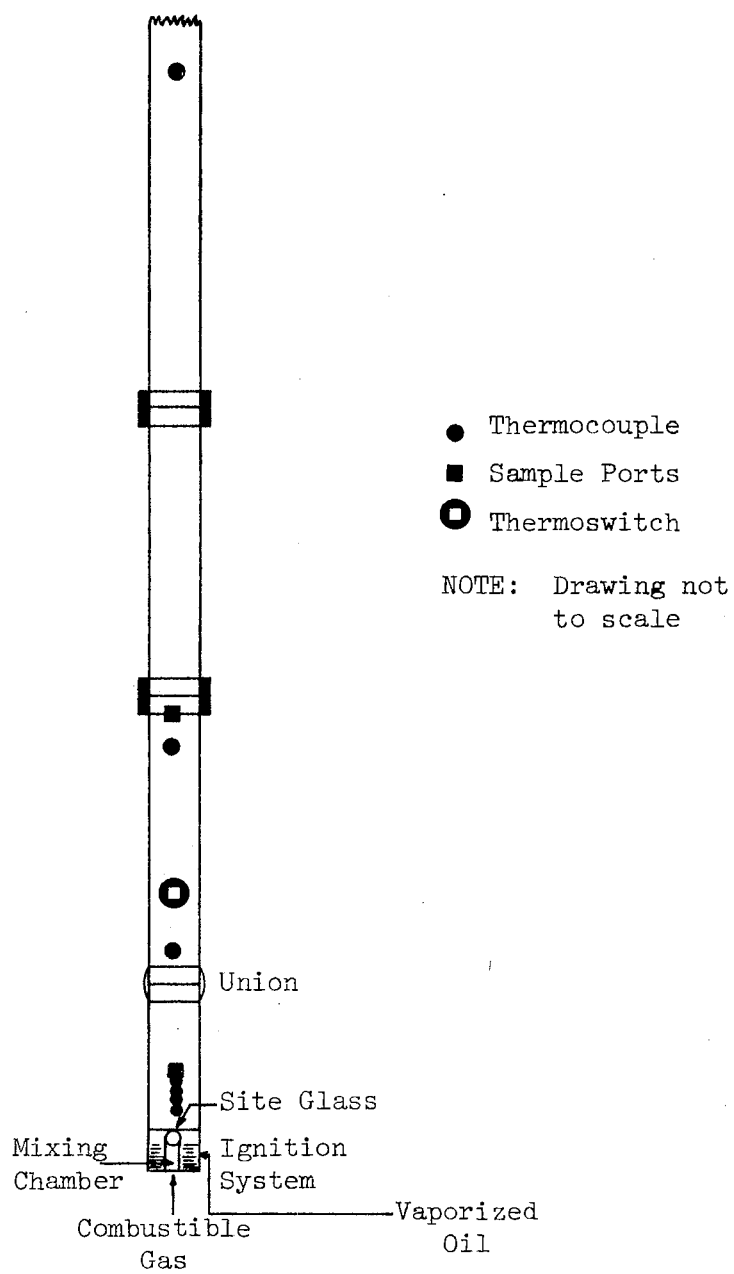 Thermocouple
Sample Ports
Thermoswitch
NOTE: Drawing not
to scale
Union
Site Glass
Mixing
Chamber
Ignition
System
Vaporized
Oil
Combustible
Gas